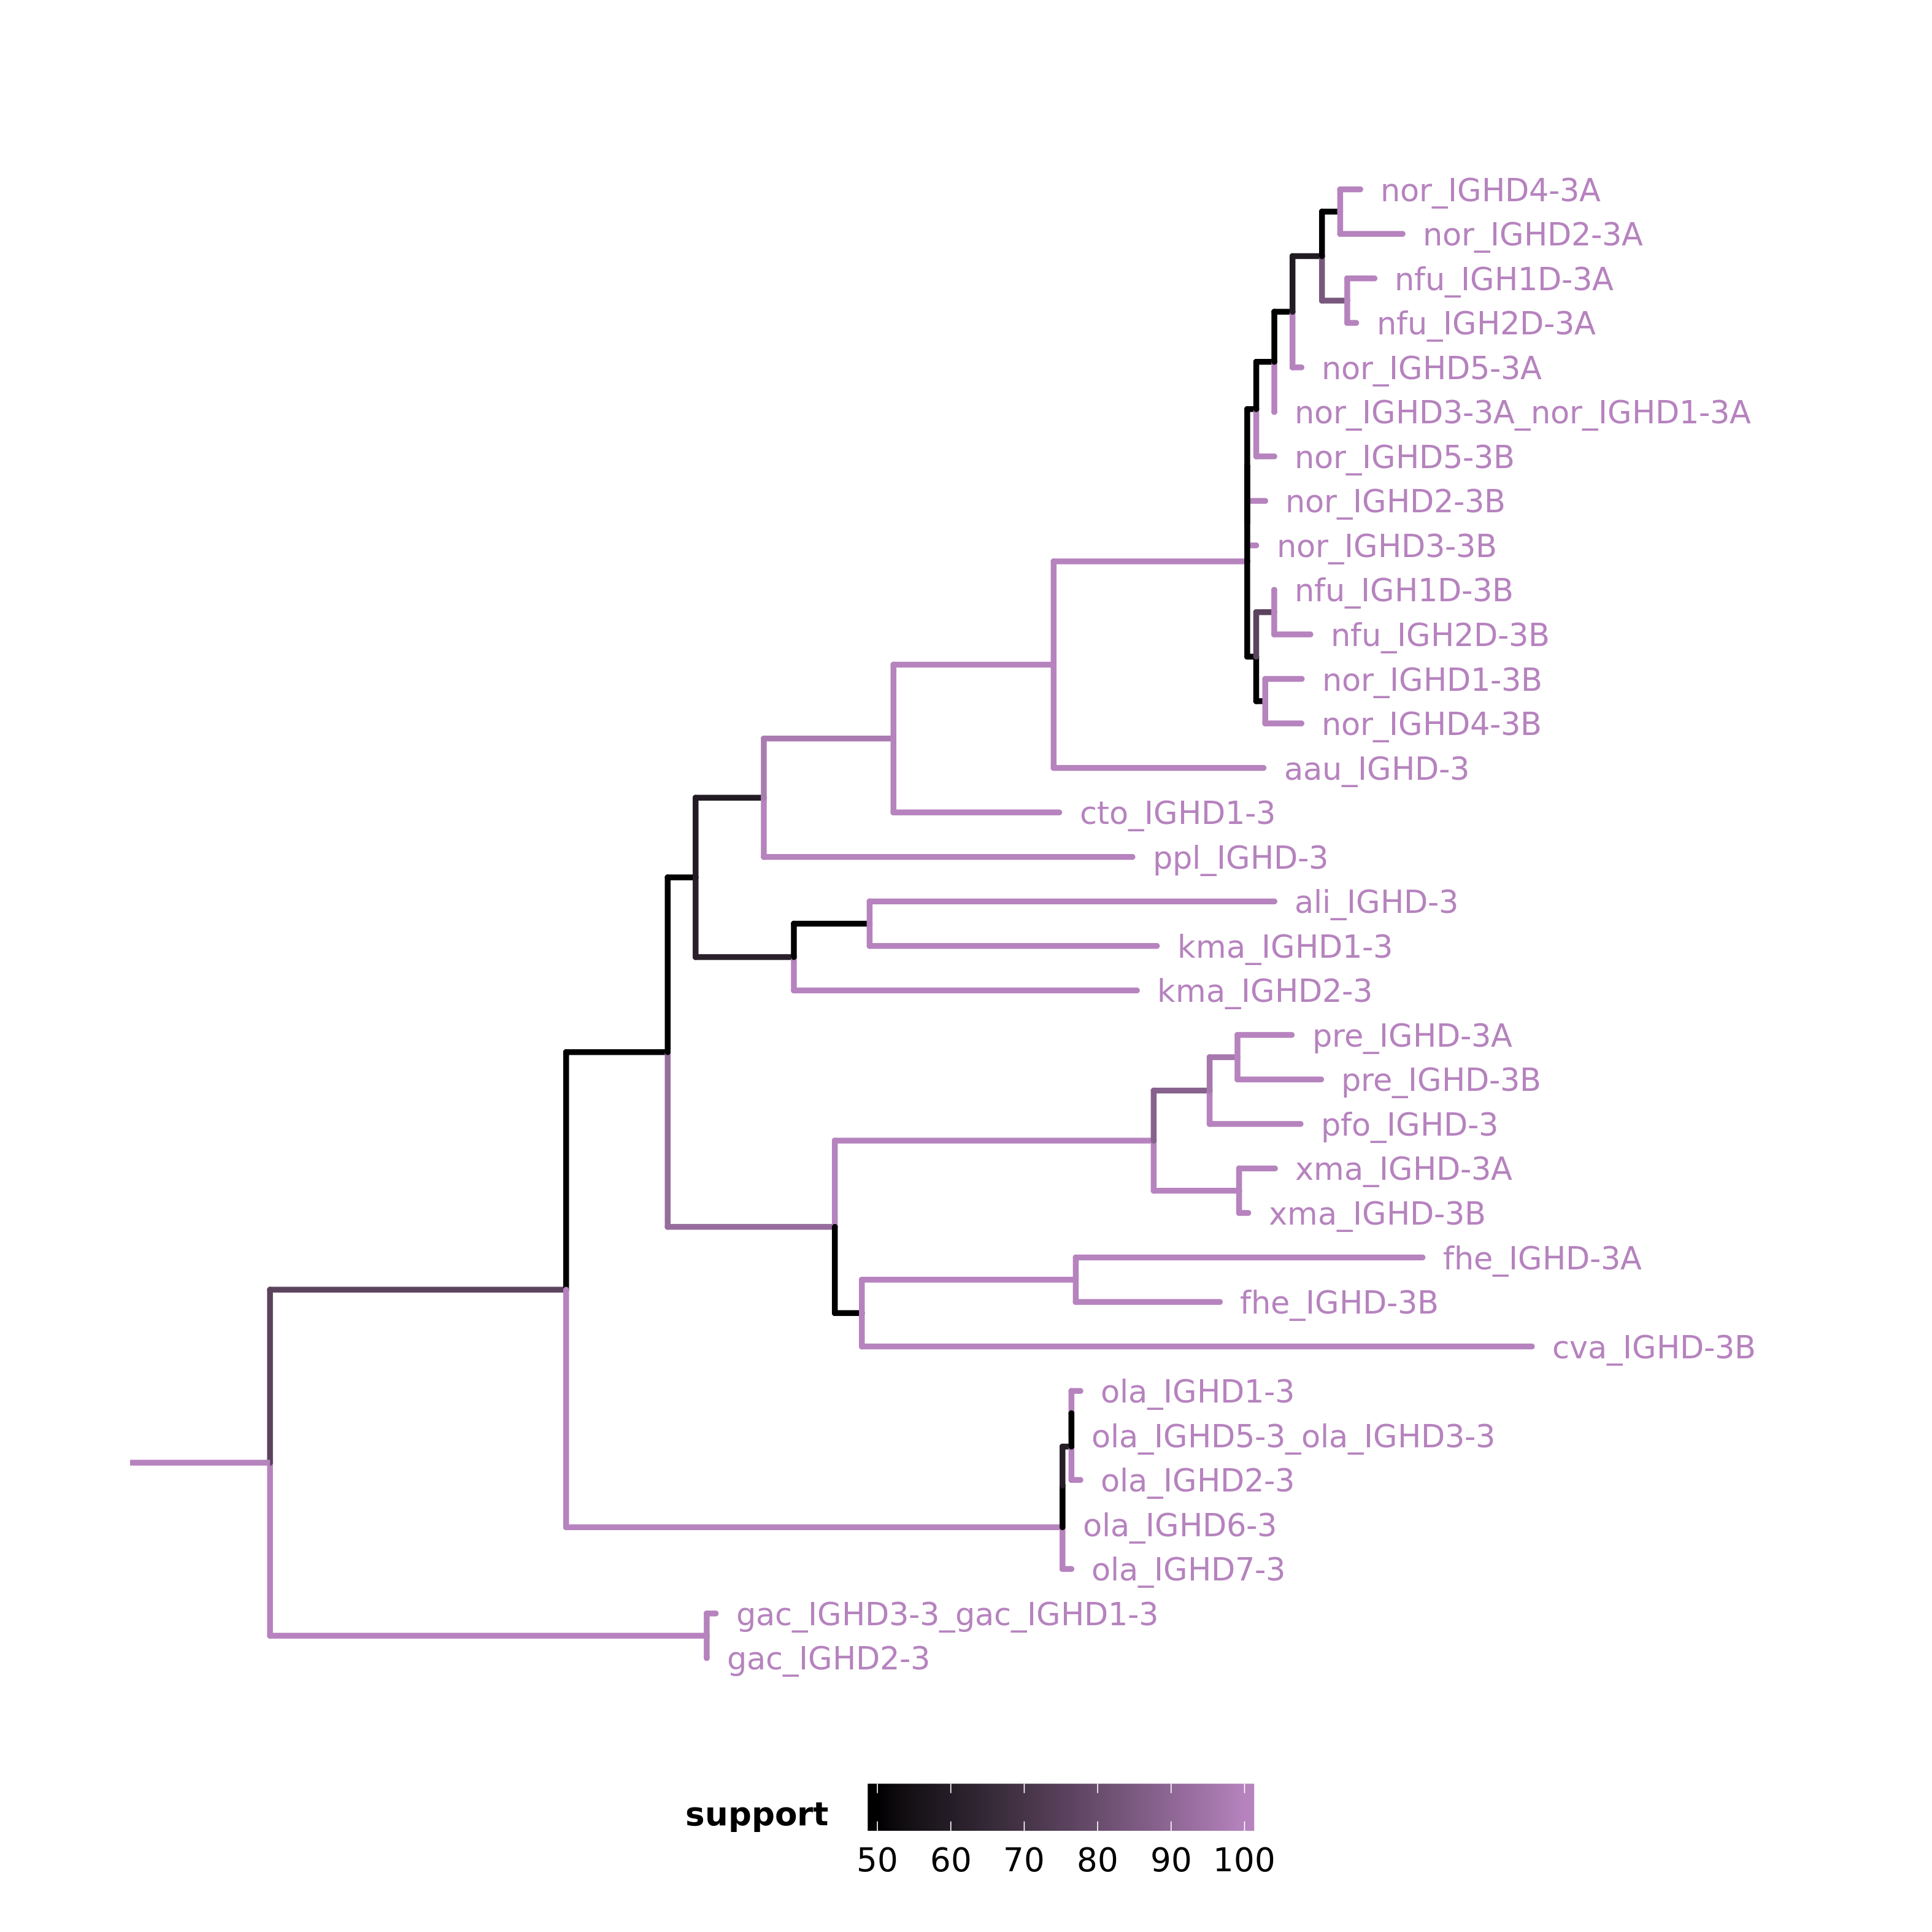 nor_IGHD4-3A
nor_IGHD2-3A
nfu_IGH1D-3A
nfu_IGH2D-3A
nor_IGHD5-3A
nor_IGHD3-3A_nor_IGHD1-3A
nor_IGHD5-3B
nor_IGHD2-3B
nor_IGHD3-3B
nfu_IGH1D-3B
nfu_IGH2D-3B
nor_IGHD1-3B
nor_IGHD4-3B
aau_IGHD-3
cto_IGHD1-3
ppl_IGHD-3
ali_IGHD-3
kma_IGHD1-3
kma_IGHD2-3
pre_IGHD-3A
pre_IGHD-3B
pfo_IGHD-3
xma_IGHD-3A
xma_IGHD-3B
fhe_IGHD-3A
fhe_IGHD-3B
cva_IGHD-3B
ola_IGHD1-3
ola_IGHD5-3_ola_IGHD3-3
ola_IGHD2-3
ola_IGHD6-3
ola_IGHD7-3
gac_IGHD3-3_gac_IGHD1-3
gac_IGHD2-3
support
50 60 70 80 90 100